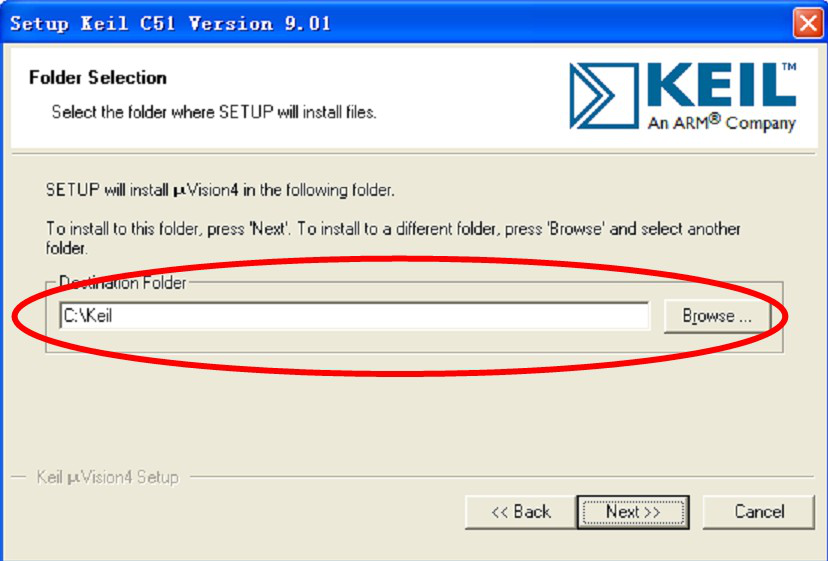 Setup Keil C51 Version 9.01
Folder Selection
Select the folder where SETUP will install files.
KEIL™
An ARM® Company
SETUP will install µVision4 in the following folder.
To install to this folder, press 'Next'. To install to a different folder, press 'Browse' and select another
folder.
Destination Folder
C:\Keil
Browse ...
Keil µVision4 Setup
<< Back
Next >>
Cancel